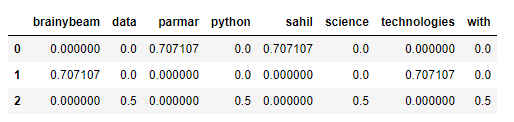 brainybeam data parmar python sahil science technologies with
0 0.000000 0.0 0.707107 0.0 0.707107 0.0 0.000000 0.0
1 0.707107 0.0 0.000000 0.0 0.000000 0.0 0.707107 0.0
2 0.000000 0.5 0.000000 0.5 0.000000 0.5 0.000000 0.5